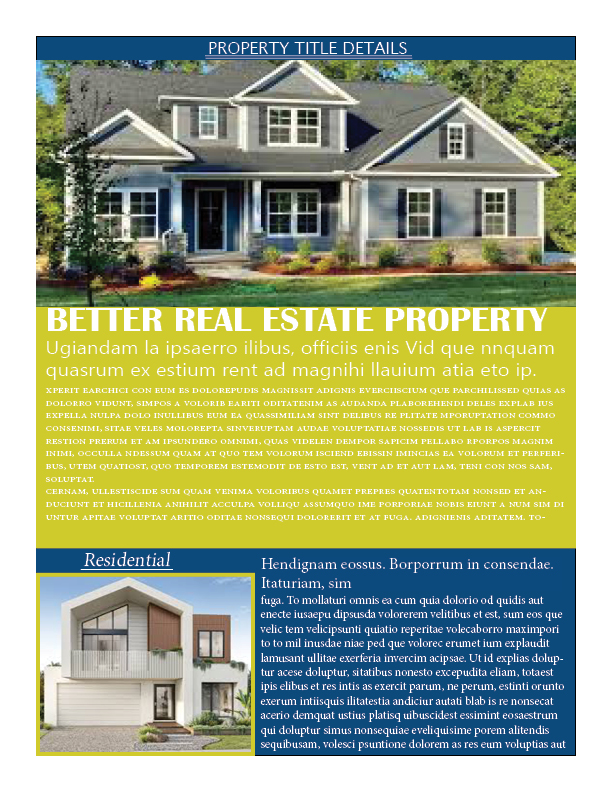 PROPERTY TITLE DETAILS
BETTER REAL ESTATE PROPERTY
Ugiandam la ipsaerro ilibus, officiis enis Vid que nnquam
quasrum ex estium rent ad magnihi llauium atia eto ip.
XPERIT EARCHICI CON EUM ES DOLOREPUDIS MAGNISSIT ADIGNIS EVERCHSCIUM QUE PARCHILISSED QUIAS AS
DOLORRO VIDUNT, SIMPOS A VOLORIB EARITI ODITATENIM AS AUDANDA PLABOREHENDI DELES EXPLAB IUS
EXPELLA NULPA DOLO INULLIBUS EUM EA QUASSIMILIAM SINT DELIBUS RE PLITATE MPORUPTATION COMMO
CONSENIMI, SITAE VELES MOLOREPTA SINVERUPTAM AUDAE VOLUPTATIAE NOSSEDIS UT LAB IS ASPERCIT
RESTION PRERUM ET AM IPSUNDERO OMNIMI, QUAS VIDELEN DEMPOR SAPICIM PELLABO RPORPOS MAGNIM
INIMI, OCCULLA NDESSUM QUAM AT QUO TEM VOLORUM ISCIEND EBISSIN IMINCIAS EA VOLORUM ET PERFERI-
BUS, UTEM QUATIOST, QUO TEMPOREM ESTEMODIT DE ESTO EST, VENT AD ET AUT LAM, TENI CON NOS SAM,
SOLUPTAT.
CERNAM, ULLESTISCIDE SUM QUAM VENIMA VOLORIBUS QUAMET PREPRES QUATENTOTAM NONSED ET AN-
DUCIUNT ET HICILLENIA ANIHILIT ACCULPA VOLLIQU ASSUMQUO IME PORPORIAE NOBIS EIUNT A NUM SIM DI
UNTUR APITAE VOLUPTAT ARITIO ODITAE NONSEQUI DOLORERIT ET AT FUGA. ADIGNIENIS ADITATEM. TO-
Residential
Hendignam eossus. Borporrum in consendae.
Itaturiam, sim
fuga. To mollaturi omnis ea cum quia dolorio od quidis aut
enecte iusaepu dipsusda volorerem velitibus et est, sum eos que
velic tem velicipsunti quiatio reperitae volecaborro maximpori
to to mil inusdae niae ped que volorec erumet ium explaudit
lamusant ullitae exerferia invercim acipsae. Ut id explias dolup-
tur acese doluptur, sitatibus nonesto excepudita eliam, totaest
ipis elibus et res intis as exercit parum, ne perum, estinti orunto
exerum intiisquis ilitatestia andiciur autati blab is re nonsecat
acerio demquat ustius platisq uibuscidest essimint eosaestrum
qui doluptur simus nonsequiae eveliquisime porem alitendis
sequibusam, volesci psuntione dolorem as res eum voluptias aut